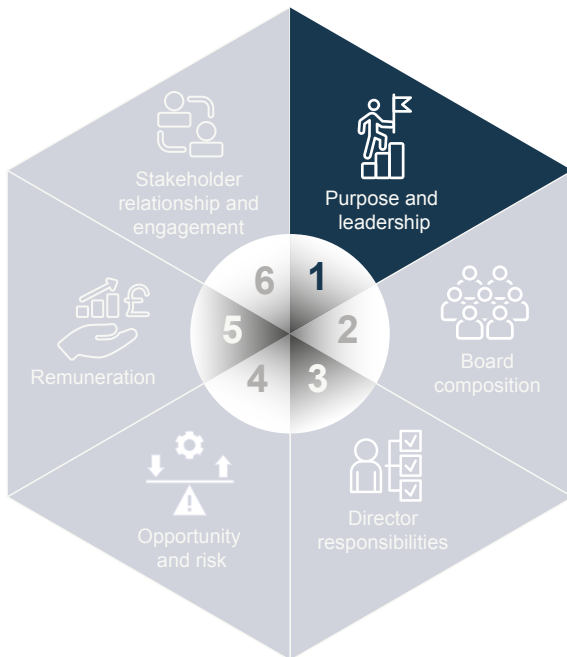 Purpose and
leadership
1
Board
composition
2
Director
responsibilities
3
Opportunity
and risk
4
£
Remuneration
5
Stakeholder
relationship and
engagement
6